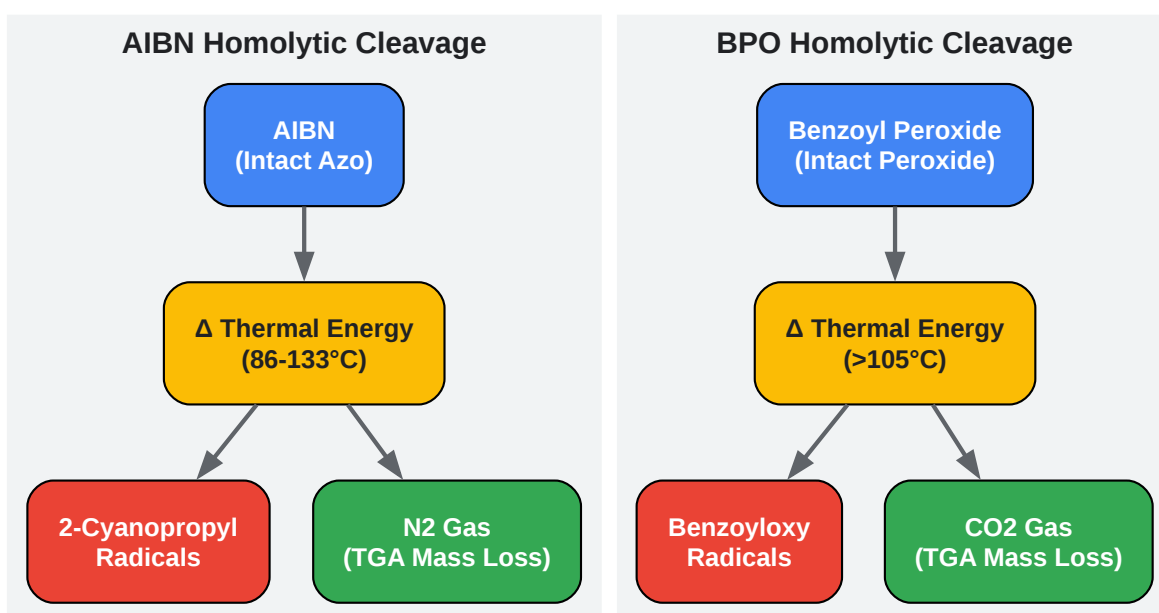 AIBN Homolytic Cleavage
AIBN
(Intact Azo)
Δ Thermal Energy
(86-133°C)
2-Cyanopropyl
Radicals
N2 Gas
(TGA Mass Loss)
BPO Homolytic Cleavage
Benzoyl Peroxide
(Intact Peroxide)
Δ Thermal Energy
(>105°C)
Benzoyloxy
Radicals
CO2 Gas
(TGA Mass Loss)